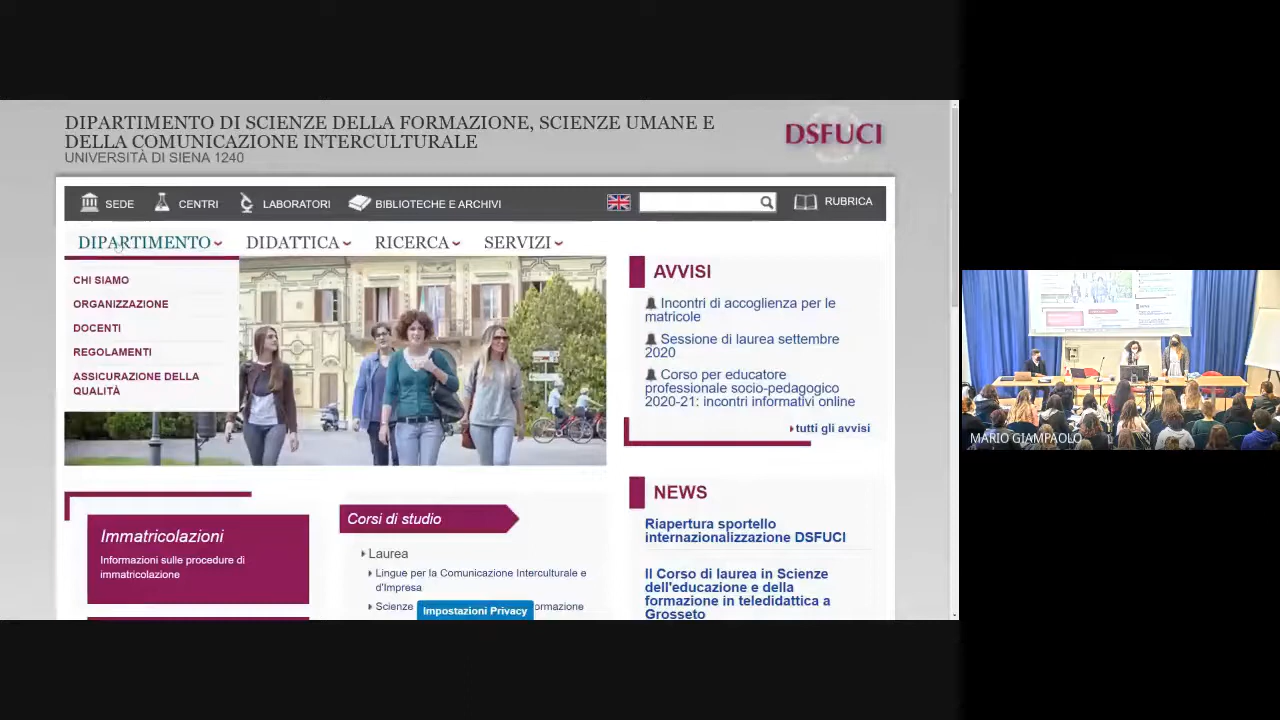 DIPARTIMENTO DI SCIENZE DELLA FORMAZIONE, SCIENZE UMANE E
DELLA COMUNICAZIONE INTERCULTURALE
UNIVERSITÀ DI SIENA 1240
DSFUCI
SEDE
CENTRI
LABORATORI
BIBLIOTECHE E ARCHIVI
RUBRICA
DIPARTIMENTO
DIDATTICA
RICERCA
SERVIZI
CHI SIAMO
ORGANIZZAZIONE
DOCENTI
REGOLAMENTI
ASSICURAZIONE DELLA
QUALITÀ
AVVISI
Incontri di accoglienza per le
matricole
Sessione di laurea settembre
2020
Corso per educatore
professionale socio-pedagogico
2020-21: incontri informativi online
tutti gli avvisi
NEWS
Riapertura sportello
internazionalizzazione DSFUCI
Il Corso di laurea in Scienze
dell'educazione e della
formazione in teledidattica a
Grosseto
Immatricolazioni
Informazioni sulle procedure di
immatricolazione
Corsi di studio
Laurea
Lingue per la Comunicazione Interculturale e
d'Impresa
Scienze
ormazione
Impostazioni Privacy
MARIO GIAMPAOLO